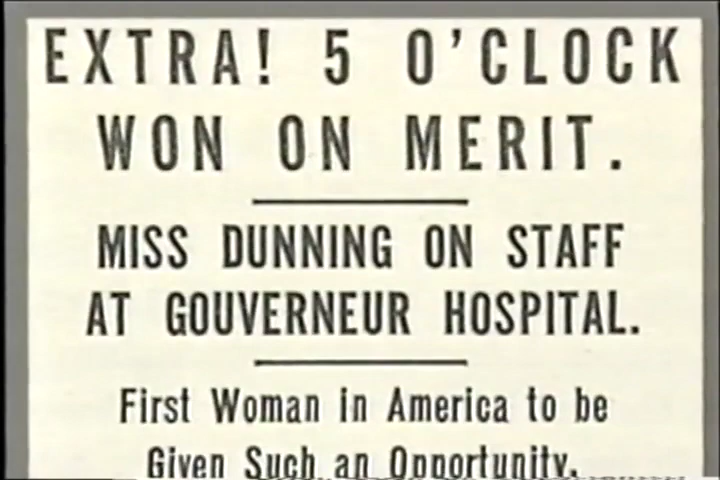 EXTRA! 5 O'CLOCK
WON ON MERIT.
MISS DUNNING ON STAFF
AT GOUVERNEUR HOSPITAL.
First Woman in America to be
Given Such an Opportunity.